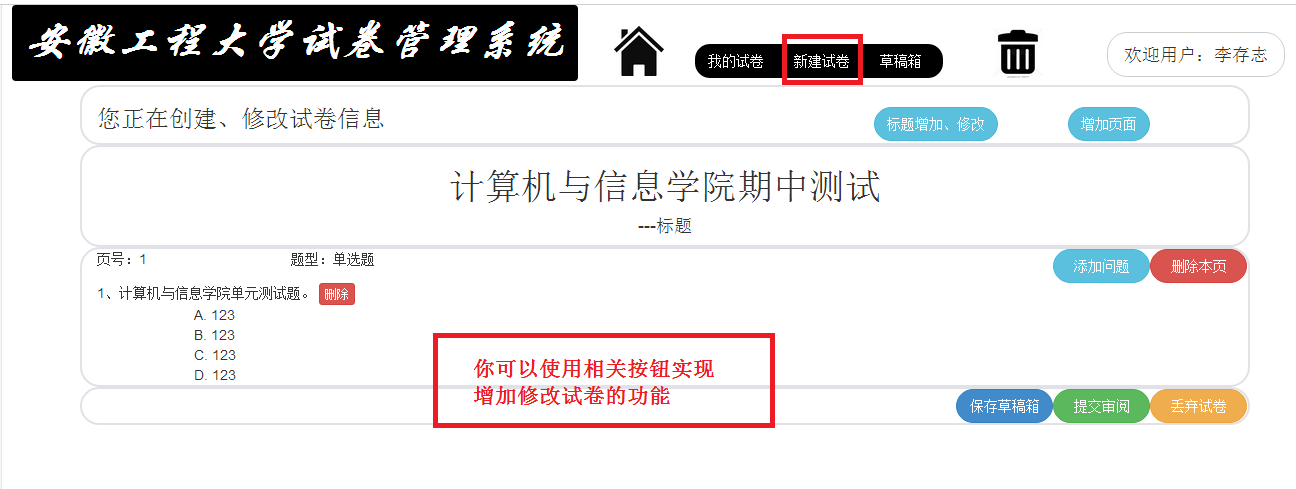 安徽工程大学试卷管理系统
我的试卷 新建试卷 草稿箱
欢迎用户：李存志
您正在创建、修改试卷信息
标题增加、修改 增加页面
计算机与信息学院期中测试
---标题
页号：1 题型：单选题 添加问题 删除本页
1、计算机与信息学院单元测试题。 删除
A. 123
B. 123
C. 123
D. 123
你可以使用相关按钮实现
增加修改试卷的功能
保存草稿箱 提交审阅 丢弃试卷